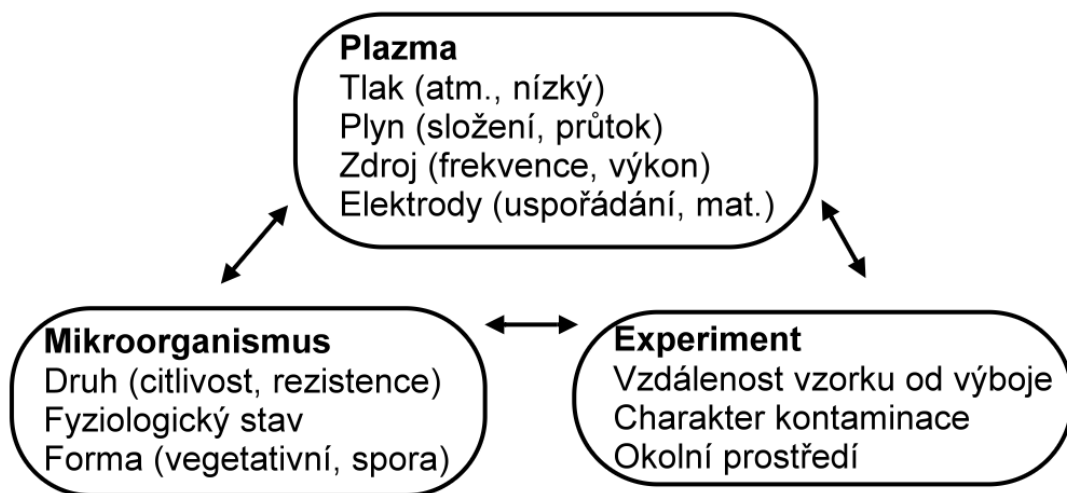 Plazma
Tlak (atm., nízký)
Plyn (složení, průtok)
Zdroj (frekvence, výkon)
Elektrody (uspořádání, mat.)
Mikroorganismus
Druh (citlivost, rezistence)
Fyziologický stav
Forma (vegetativní, spora)
Experiment
Vzdálenost vzorku od výboje
Charakter kontaminace
Okolní prostředí